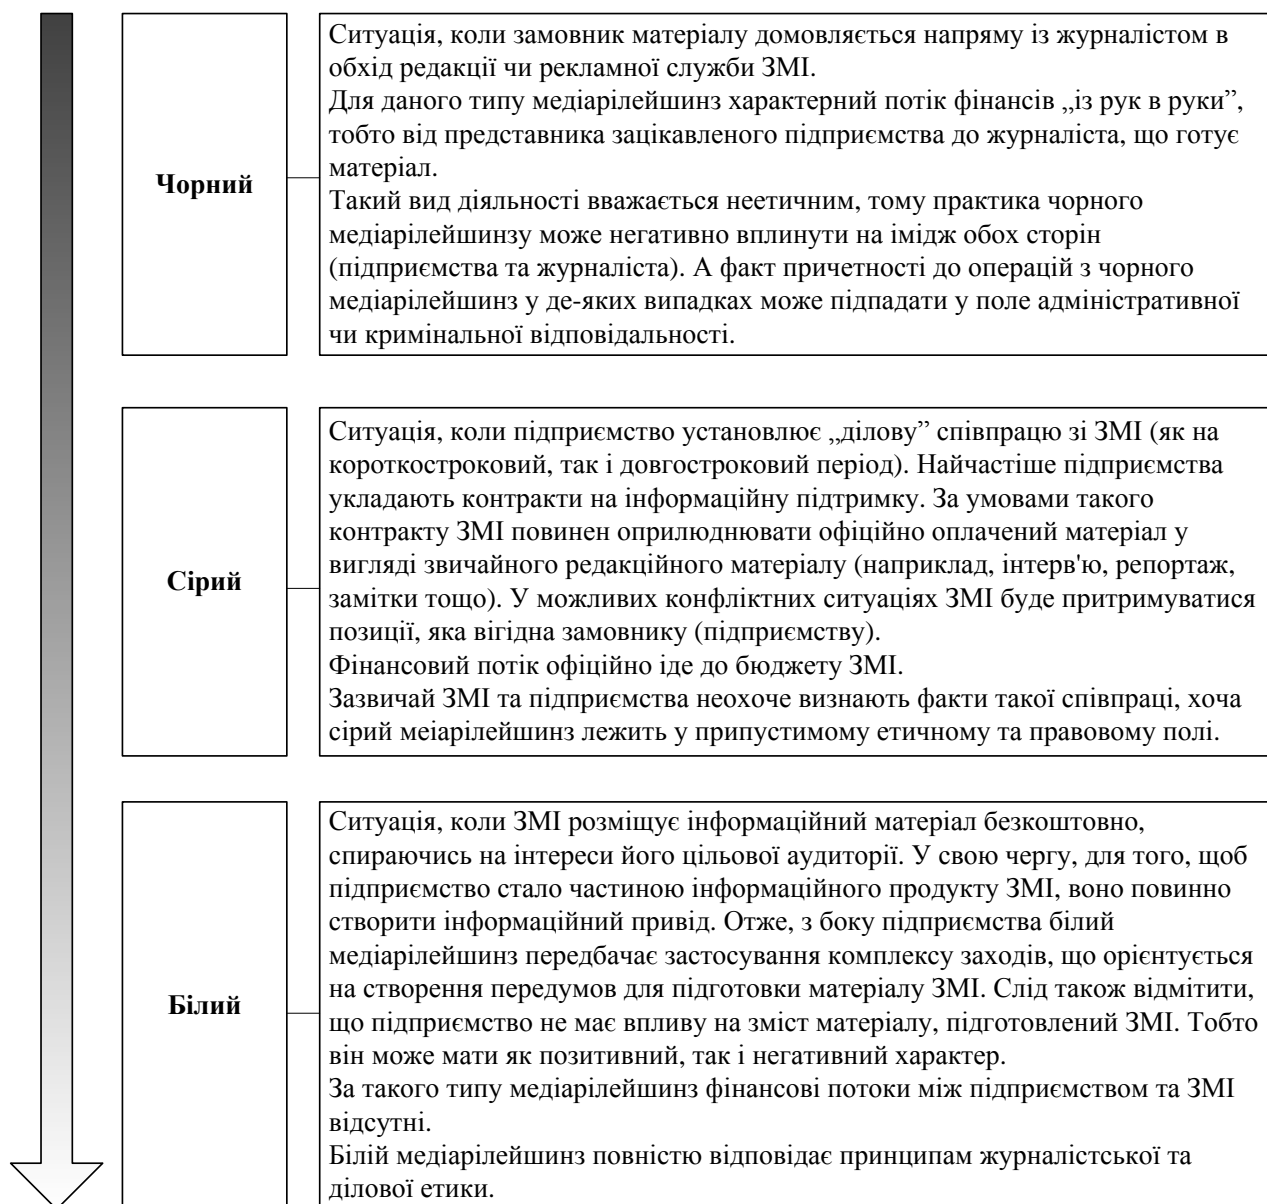 Чорний
Ситуація, коли замовник матеріалу домовляється напряму із журналістом в
обхід редакції чи рекламної служби ЗМІ.
Для даного типу медіарілейшинз характерний потік фінансів „із рук в руки”,
тобто від представника зацікавленого підприємства до журналіста, що готує
матеріал.
Такий вид діяльності вважається неетичним, тому практика чорного
медіарілейшинзу може негативно вплинути на імідж обох сторін
(підприємства та журналіста). А факт причетності до операцій з чорного
медіарілейшинз у де-яких випадках може підпадати у поле адміністративної
чи кримінальної відповідальності.
Сірий
Ситуація, коли підприємство установлює „ділову” співпрацю зі ЗМІ (як на
короткостроковий, так і довгостроковий період). Найчастіше підприємства
укладають контракти на інформаційну підтримку. За умовами такого
контракту ЗМІ повинен оприлюднювати офіційно оплачений матеріал у
вигляді звичайного редакційного матеріалу (наприклад, інтерв'ю, репортаж,
замітки тощо). У можливих конфліктних ситуаціях ЗМІ буде притримуватися
позиції, яка вігідна замовнику (підприємству).
Фінансовий потік офіційно іде до бюджету ЗМІ.
Зазвичай ЗМІ та підприємства неохоче визнають факти такої співпраці, хоча
сірий меіарілейшинз лежить у припустимому етичному та правовому полі.
Білий
Ситуація, коли ЗМІ розміщує інформаційний матеріал безкоштовно,
спираючись на інтереси його цільової аудиторії. У свою чергу, для того, щоб
підприємство стало частиною інформаційного продукту ЗМІ, воно повинно
створити інформаційний привід. Отже, з боку підприємства білий
медіарілейшинз передбачає застосування комплексу заходів, що орієнтується
на створення передумов для підготовки матеріалу ЗМІ. Слід також відмітити,
що підприємство не має впливу на зміст матеріалу, підготовлений ЗМІ. Тобто
він може мати як позитивний, так і негативний характер.
За такого типу медіарілейшинз фінансові потоки між підприємством та ЗМІ
відсутні.
Білій медіарілейшинз повністю відповідає принципам журналістської та
ділової етики.